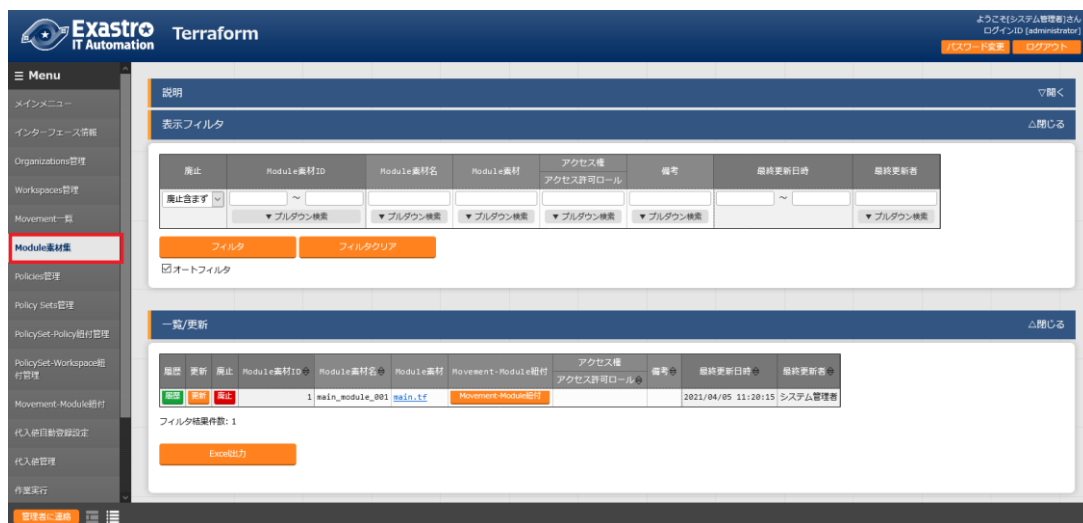 Exastro
IT Automation
Terraform
ようこそ[システム管理者]さん
ログインID [administrator]
パスワード変更 ログアウト
☰ Menu
メインメニュー
インターフェース情報
Organizations管理
Workspaces管理
Movement一覧
Module素材集
Policies管理
Policy Sets管理
PolicySet-Policy紐付管理
PolicySet-Workspace紐
付管理
Movement-Module紐付
代入値自動登録設定
代入値管理
作業実行
管理者に連絡
説明 ▽開く
表示フィルタ △閉じる
廃止 Module素材ID Module素材名 Module素材 アクセス権 備考 最終更新日時 最終更新者
アクセス許可ロール
廃止含まず ～ ～
▼ プルダウン検索 ▼ プルダウン検索 ▼ プルダウン検索 ▼ プルダウン検索 ▼ プルダウン検索 ▼ プルダウン検索
フィルタ フィルタクリア
オートフィルタ
一覧/更新 △閉じる
履歴 更新 廃止 Module素材ID Module素材名 Module素材 Movement-Module紐付 アクセス権 備考 最終更新日時 最終更新者
アクセス許可ロール
履歴 更新 廃止 1 main_module_001 main.tf Movement-Module紐付 2021/04/05 11:20:15 システム管理者
フィルタ結果件数: 1
Excel出力